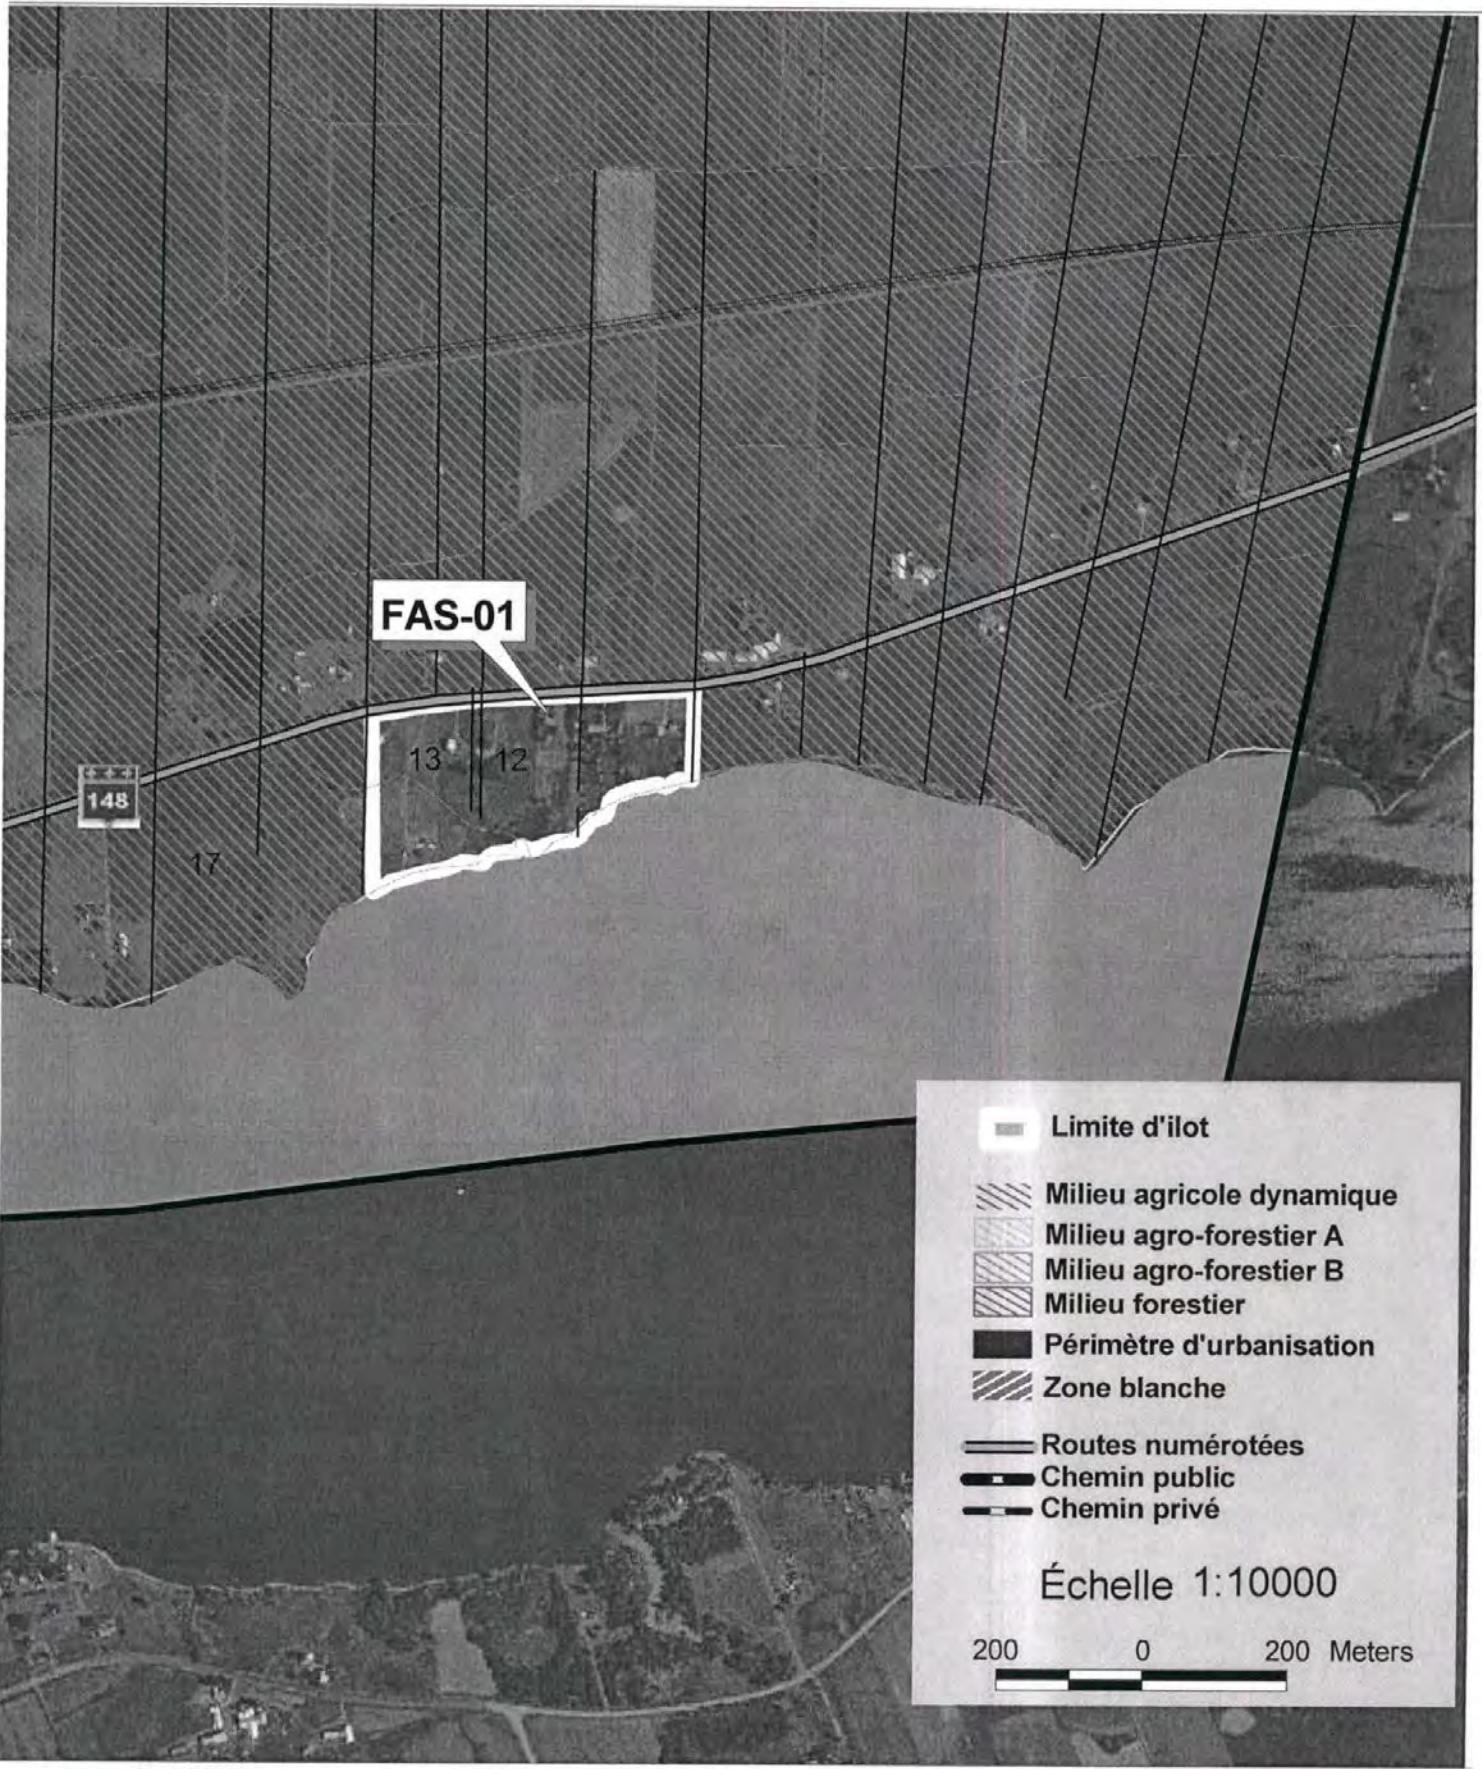 FAS-01
13
12
148
17
Limite d'ilot
Milieu agricole dynamique
Milieu agro-forestier A
Milieu agro-forestier B
Milieu forestier
Périmètre d'urbanisation
Zone blanche
Routes numérotées
Chemin public
Chemin privé
Échelle 1:10000
200 0 200 Meters